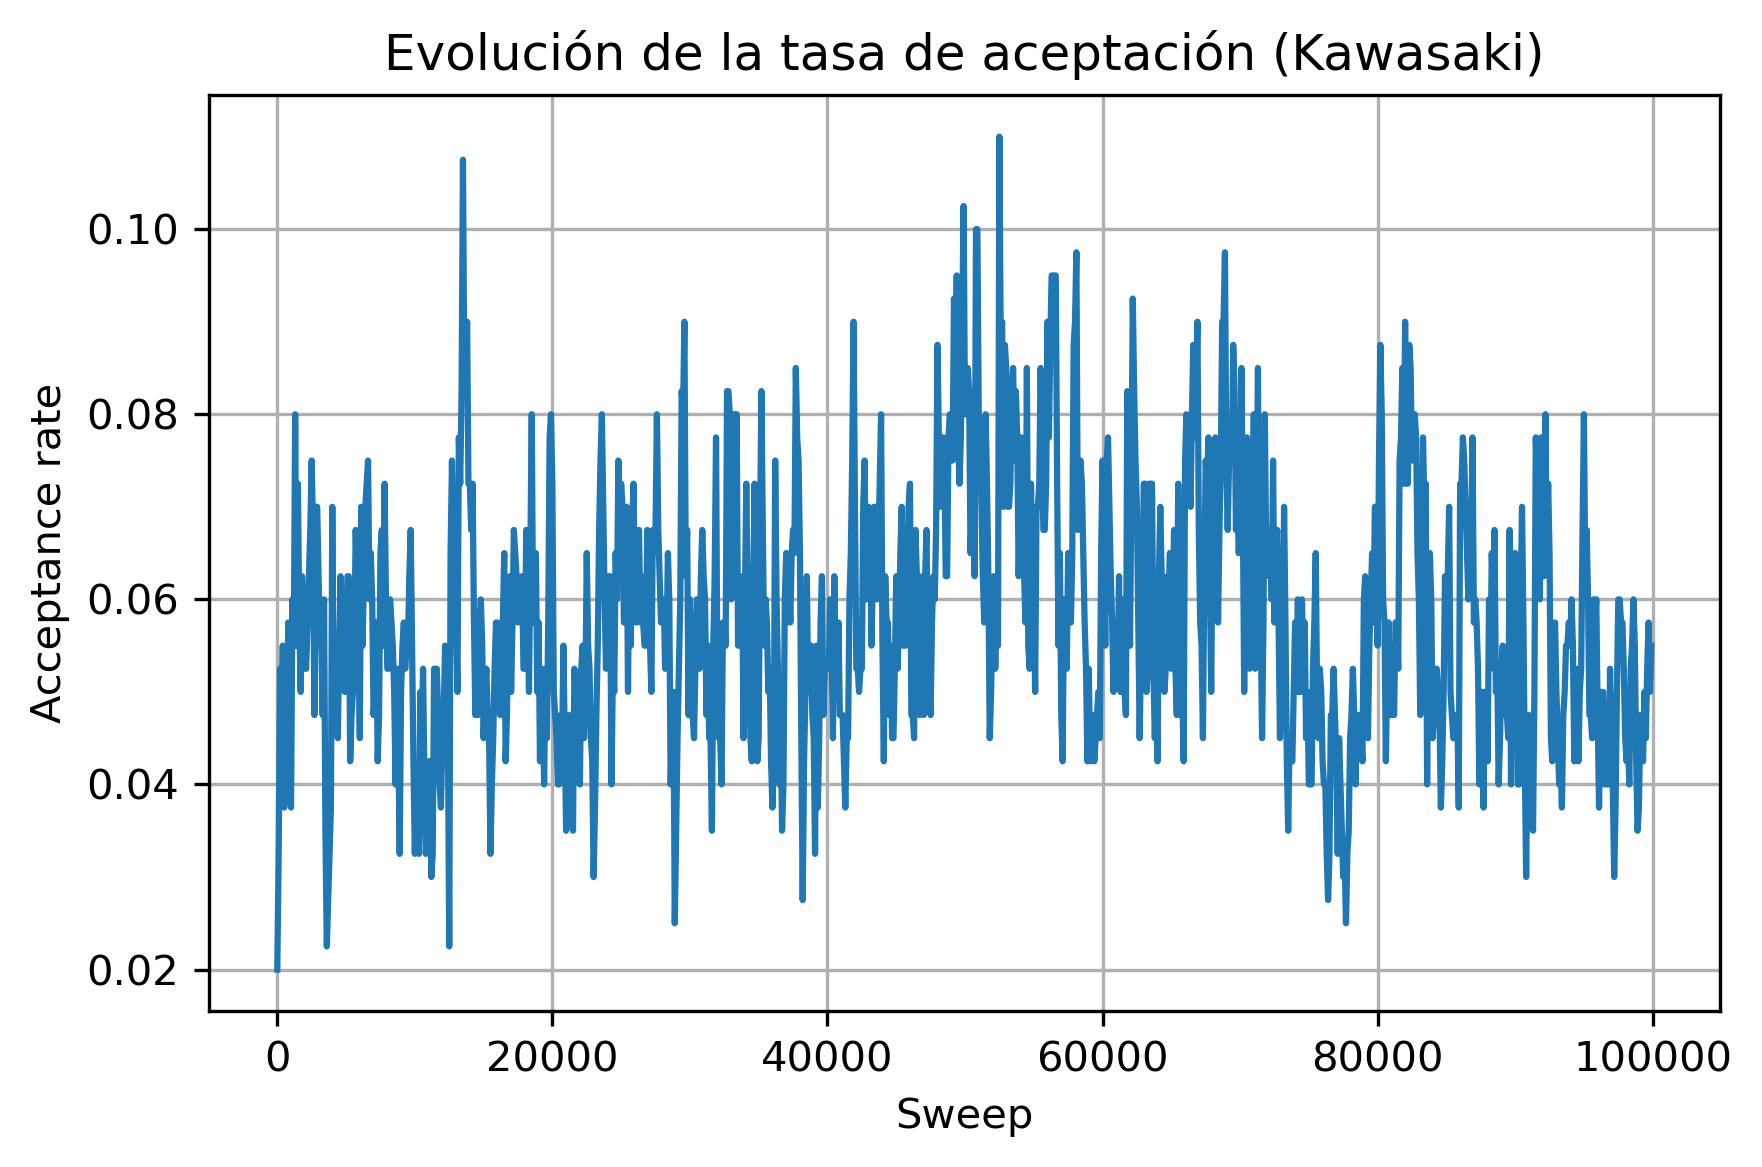 Evolución de la tasa de aceptación (Kawasaki)
0.10
0.08
0.06
0.04
0.02
Acceptance rate
0 20000 40000 60000 80000 100000
Sweep